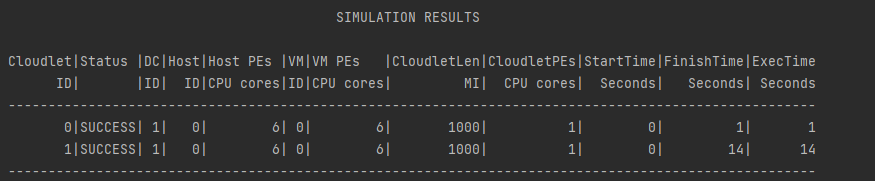 SIMULATION RESULTS
Cloudlet|Status |DC|Host|Host PEs |VM|VM PEs   |CloudletLen|CloudletPEs|StartTime|FinishTime|ExecTime
      ID|       |ID|  ID|CPU cores|ID|CPU cores|         MI|  CPU cores|  Seconds|   Seconds| Seconds
---------------------------------------------------------------------------------------------------
       0|SUCCESS| 1|   0|        6| 0|        6|       1000|          1|        0|         1|       1
       1|SUCCESS| 1|   0|        6| 0|        6|       1000|          1|        0|        14|      14
---------------------------------------------------------------------------------------------------